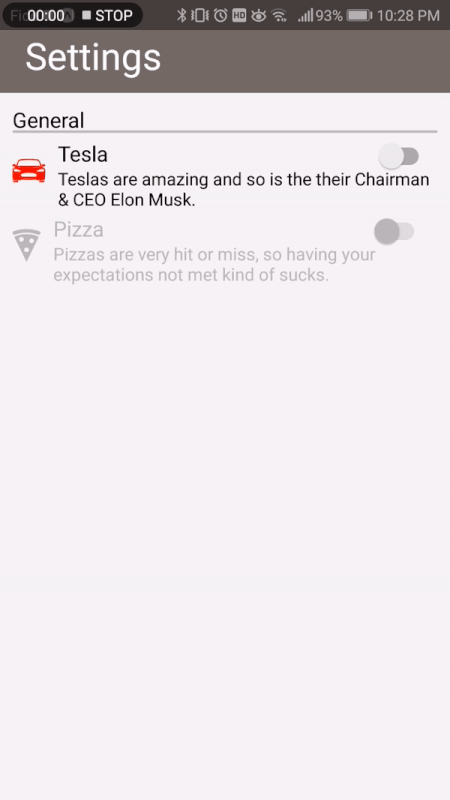 00:00 STOP HD 93% 10:28 PM
Settings
General
Tesla
Teslas are amazing and so is the their Chairman
& CEO Elon Musk.
Pizza
Pizzas are very hit or miss, so having your
expectations not met kind of sucks.